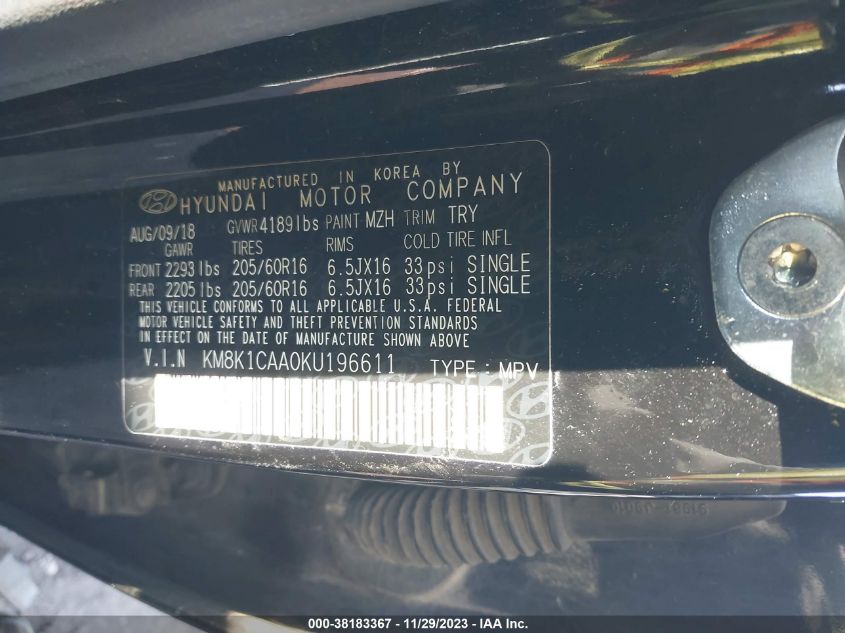 MANUFACTURED IN KOREA BY
HYUNDAI MOTOR COMPANY
AUG/09/18 GVWR 4189lbs PAINT MZH TRIM TRY
GAWR TIRES RIMS COLD TIRE INFL
FRONT 2293lbs 205/60R16 6.5JX16 33psi SINGLE
REAR 2205lbs 205/60R16 6.5JX16 33psi SINGLE
THIS VEHICLE CONFORMS TO ALL APPLICABLE U.S.A. FEDERAL
MOTOR VEHICLE SAFETY AND THEFT PREVENTION STANDARDS
IN EFFECT ON THE DATE OF MANUFACTURE SHOWN ABOVE.
V.I.N KM8K1CAA0KU196611 TYPE : MPV
000-38183367 - 11/29/2023 - © IAA Inc.